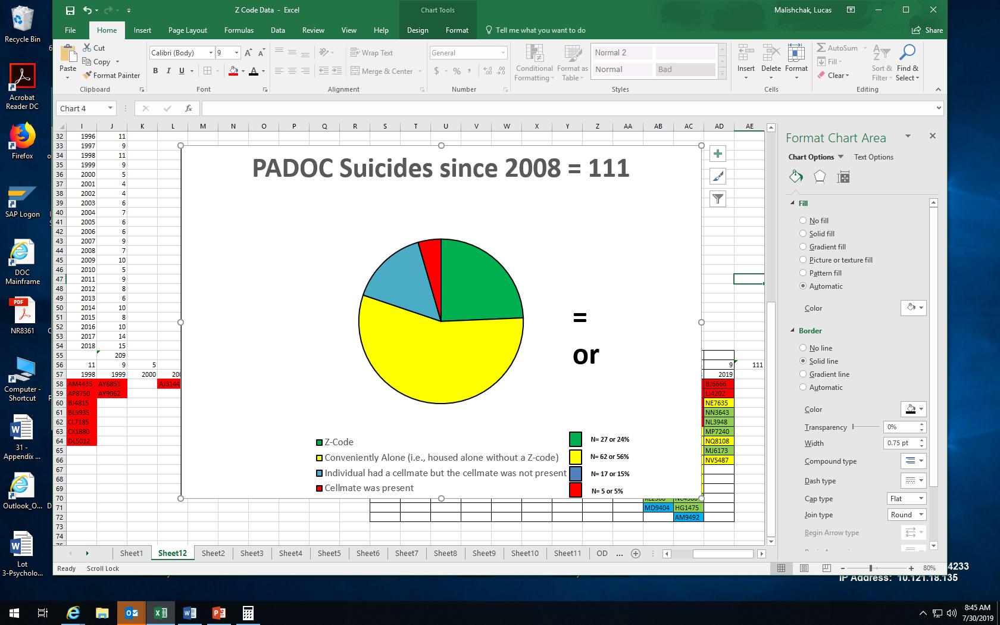 Recycle Bin
Acrobat Reader DC
Firefox
SAP Logon
DOC Mainframe
NR8361
Computer - Shortcut
31 - Appendix ...
Outlook_O...
Lot 3-Psycholo...
Z Code Data - Excel
Chart Tools
Malishchak, Lucas
File Home Insert Page Layout Formulas Data Review View Help Design Format Tell me what you want to do Share
Paste Cut Copy Format Painter
Calibri (Body) 9
B I U
Wrap Text
Merge & Center
General
$ % ,
Conditional Formatting
Format as Table
Normal 2
Normal Bad
Insert Delete Format
AutoSum Fill Clear
Sort & Filter
Find & Select
Clipboard Font Alignment Number Styles Cells Editing
Chart 4 fx
I J K L M N O P Q R S T U V W X Y Z AA AB AC AD AE
32 1996 11
33 1997 9
34 1998 11
35 1999 9
36 2000 5
37 2001 4
38 2002 4
39 2003 6
40 2004 7
41 2005 6
42 2006 6
43 2007 9
44 2008 7
45 2009 10
46 2010 5
47 2011 9
48 2012 8
49 2013 6
50 2014 10
51 2015 8
52 2016 10
53 2017 14
54 2018 15
55 209
56 11 9 5 9 111
57 1998 1999 2000 2019
58 AM4435 AY6851 AJ3144 BJ6666
59 AP8750 AY9062 LJ4202
60 BJ4815 NE7635
61 BL5935 NN3643
62 CL7185 NL3948
63 CX1880 MP7240
64 DL5012 NQ8108
65 MJ6173
66 NV5487
67
68
69
70
71 MD9404 HG1475
72 AM9492
73
74
PADOC Suicides since 2008 = 111
=
or
Z-Code
Conveniently Alone (i.e., housed alone without a Z-code)
Individual had a cellmate but the cellmate was not present
Cellmate was present
N= 27 or 24%
N= 62 or 56%
N= 17 or 15%
N= 5 or 5%
Format Chart Area
Chart Options Text Options
Fill
No fill
Solid fill
Gradient fill
Picture or texture fill
Pattern fill
Automatic
Color
Border
No line
Solid line
Gradient line
Automatic
Color
Transparency 0%
Width 0.75 pt
Compound type
Dash type
Cap type Flat
Join type Round
Begin Arrow type
Sheet1 Sheet12 Sheet2 Sheet3 Sheet4 Sheet5 Sheet6 Sheet7 Sheet8 Sheet9 Sheet10 Sheet11 OD ...
Ready Scroll Lock 80%
4233
IP Address: 10.121.18.135
8:45 AM
7/30/2019